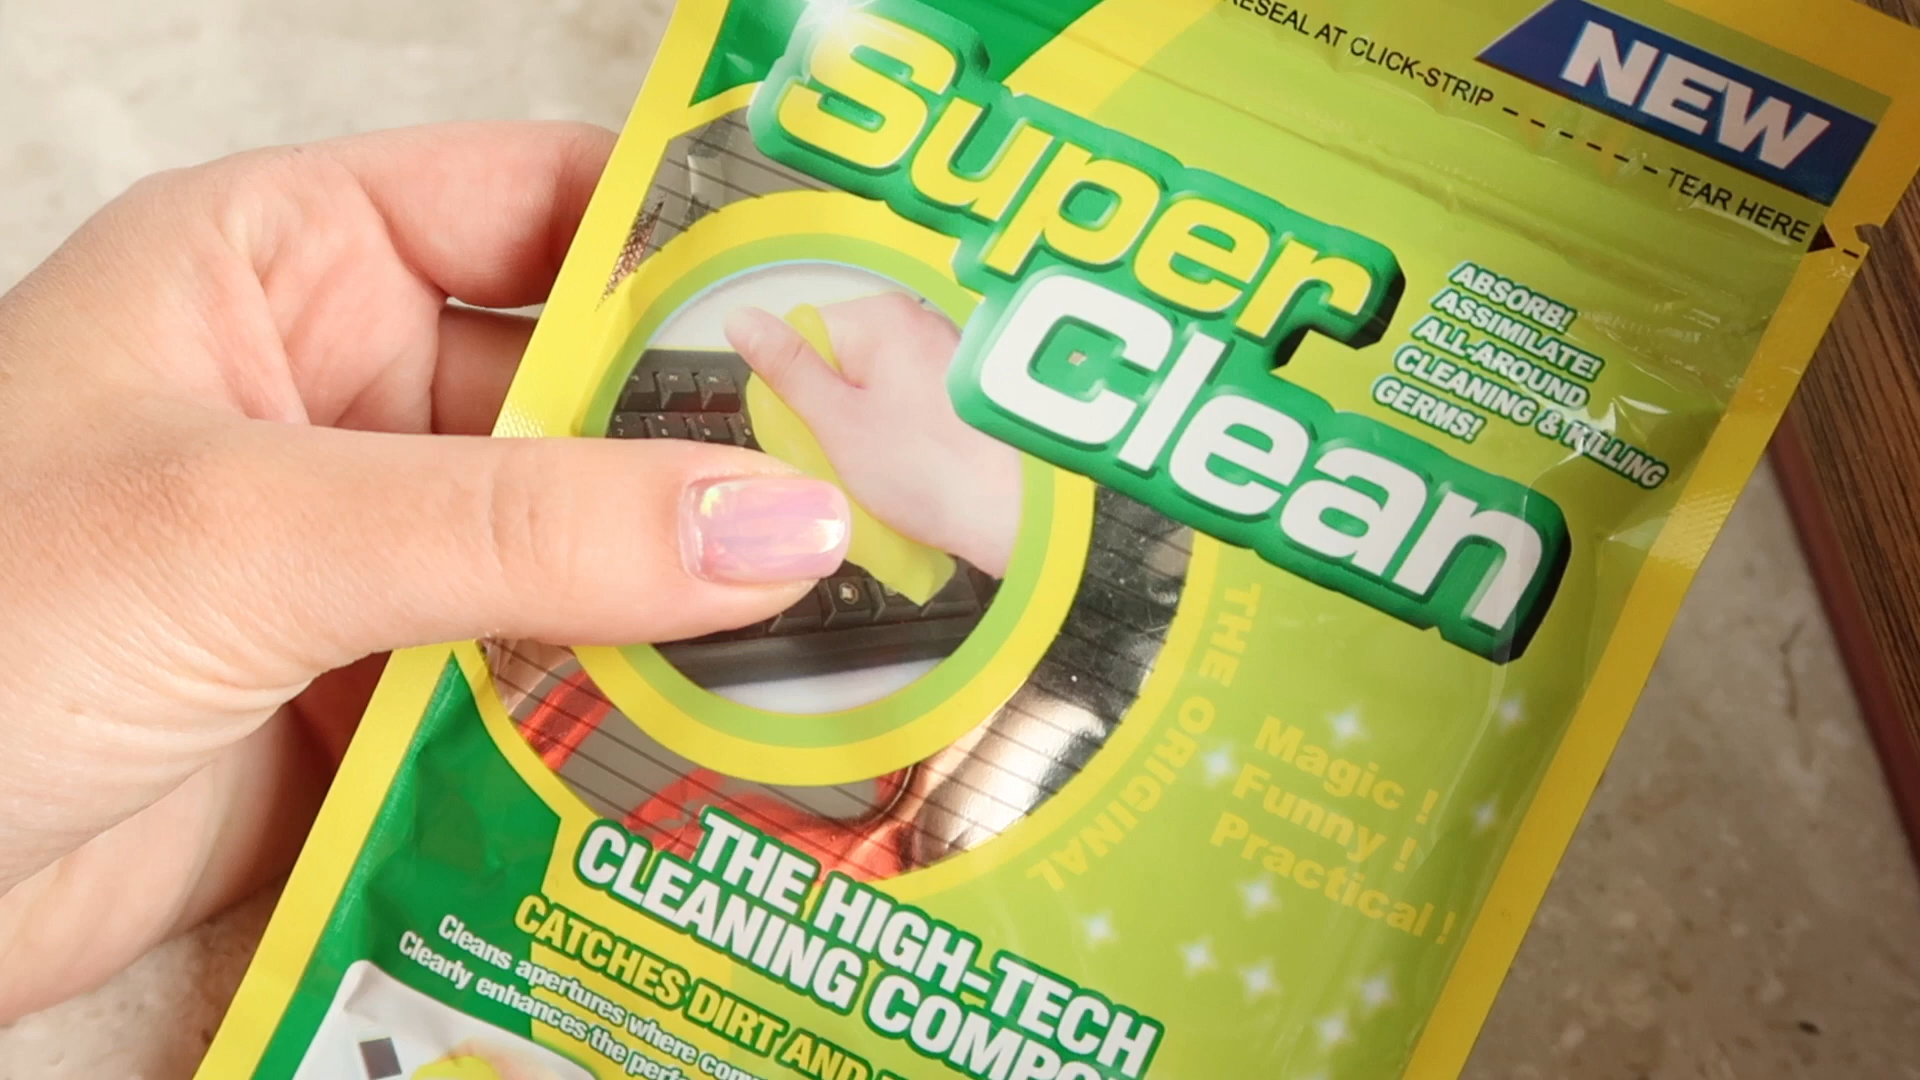 RESEAL AT CLICK-STRIP
NEW
TEAR HERE
Super
Clean
ABSORB!
ASSIMILATE!
ALL-AROUND
CLEANING & KILLING
GERMS!
THE ORIGINAL
Magic !
Funny !
Practical !
THE HIGH-TECH
CLEANING
CATCHES DIRT AND
Cleans apertures where
Clearly enhances the